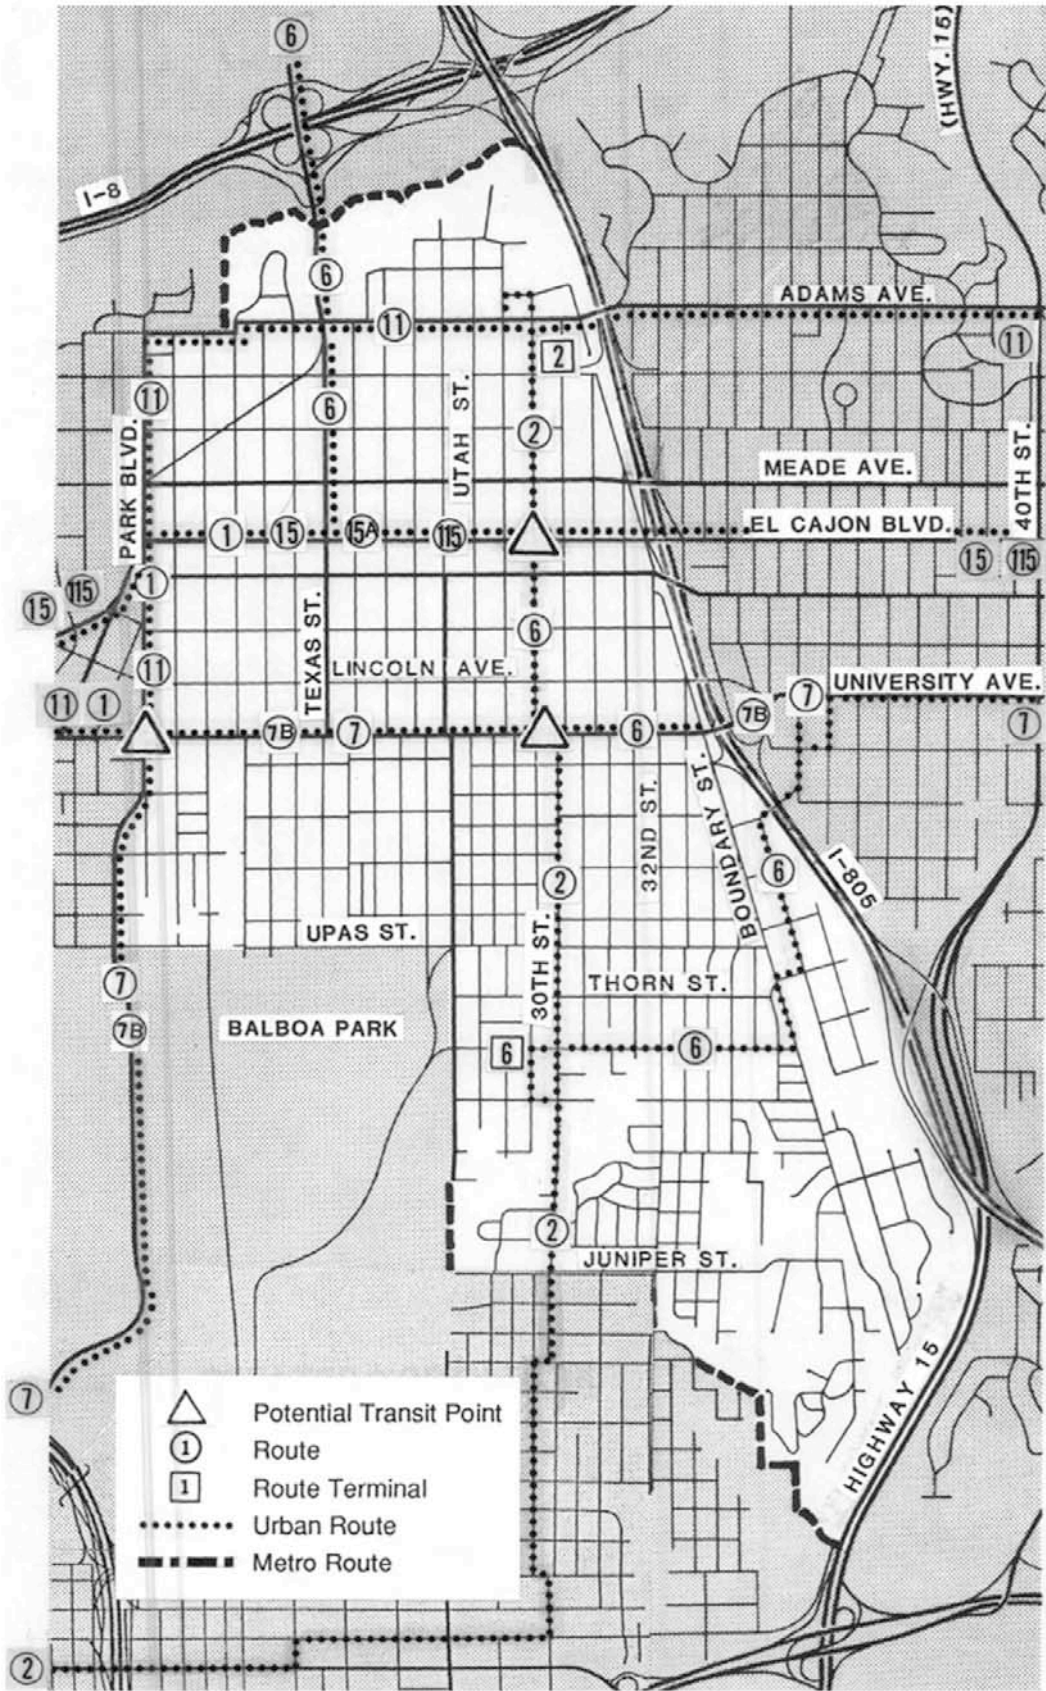 6
(HWY. 15)
I-8
6
ADAMS AVE.
11
11
2
11
6
UTAH ST.
2
PARK BLVD.
MEADE AVE.
40TH ST.
1
15
15A
115
EL CAJON BLVD.
15
115
15
115
1
TEXAS ST.
6
11
LINCOLN AVE.
UNIVERSITY AVE.
11
1
7B
7
6
7B
7
7
BOUNDARY ST.
32ND ST.
2
6
I-805
UPAS ST.
30TH ST.
THORN ST.
7
7B
BALBOA PARK
6
6
2
JUNIPER ST.
HIGHWAY 15
7
Potential Transit Point
1
Route
1
Route Terminal
Urban Route
Metro Route
2